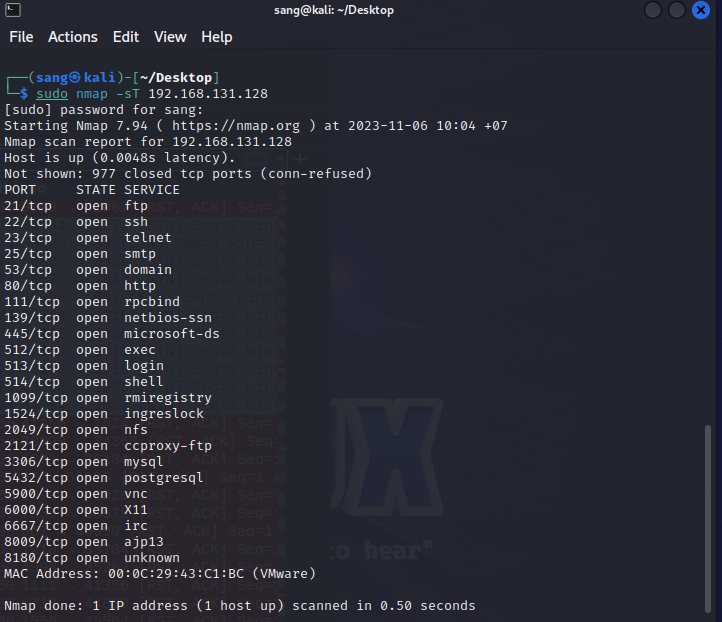 sang@kali: ~/Desktop
File Actions Edit View Help
┌──(sang㉿kali)-[~/Desktop]
└─$ sudo nmap -sT 192.168.131.128
[sudo] password for sang:
Starting Nmap 7.94 ( https://nmap.org ) at 2023-11-06 10:04 +07
Nmap scan report for 192.168.131.128
Host is up (0.0048s latency).
Not shown: 977 closed tcp ports (conn-refused)
PORT     STATE SERVICE
21/tcp   open  ftp
22/tcp   open  ssh
23/tcp   open  telnet
25/tcp   open  smtp
53/tcp   open  domain
80/tcp   open  http
111/tcp  open  rpcbind
139/tcp  open  netbios-ssn
445/tcp  open  microsoft-ds
512/tcp  open  exec
513/tcp  open  login
514/tcp  open  shell
1099/tcp open  rmiregistry
1524/tcp open  ingreslock
2049/tcp open  nfs
2121/tcp open  ccproxy-ftp
3306/tcp open  mysql
5432/tcp open  postgresql
5900/tcp open  vnc
6000/tcp open  X11
6667/tcp open  irc
8009/tcp open  ajp13
8180/tcp open  unknown
MAC Address: 00:0C:29:43:C1:BC (VMware)
Nmap done: 1 IP address (1 host up) scanned in 0.50 seconds
to hear"